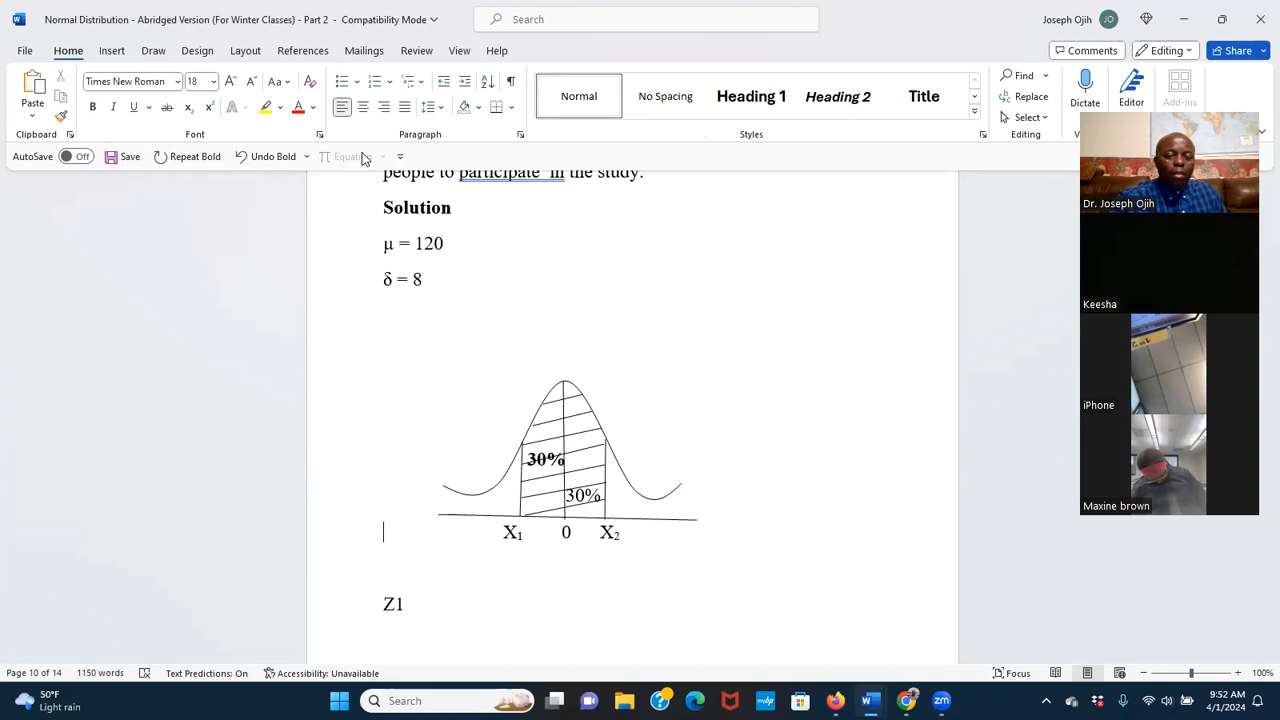 Normal Distribution - Abridged Version (For Winter Classes) - Part 2 - Compatibility Mode
Search
Joseph Ojih
JO
File Home Insert Draw Design Layout References Mailings Review View Help
Comments Editing Share
Paste
Times New Roman 18
Normal
No Spacing
Heading 1
Heading 2
Title
Find
Replace
Select
Dictate
Editor
Add-ins
Clipboard Font Paragraph Styles Editing
AutoSave Off Save Repeat Bold Undo Bold
people to participate in the study.
Solution
μ = 120
δ = 8
30%
30%
X1 0 X2
Z1
Dr. Joseph Ojih
Keesha
iPhone
Maxine brown
Page 10 of 14 1150 words Text Predictions: On Accessibility: Unavailable Focus 100%
50°F
Light rain
Search
9:52 AM
4/1/2024